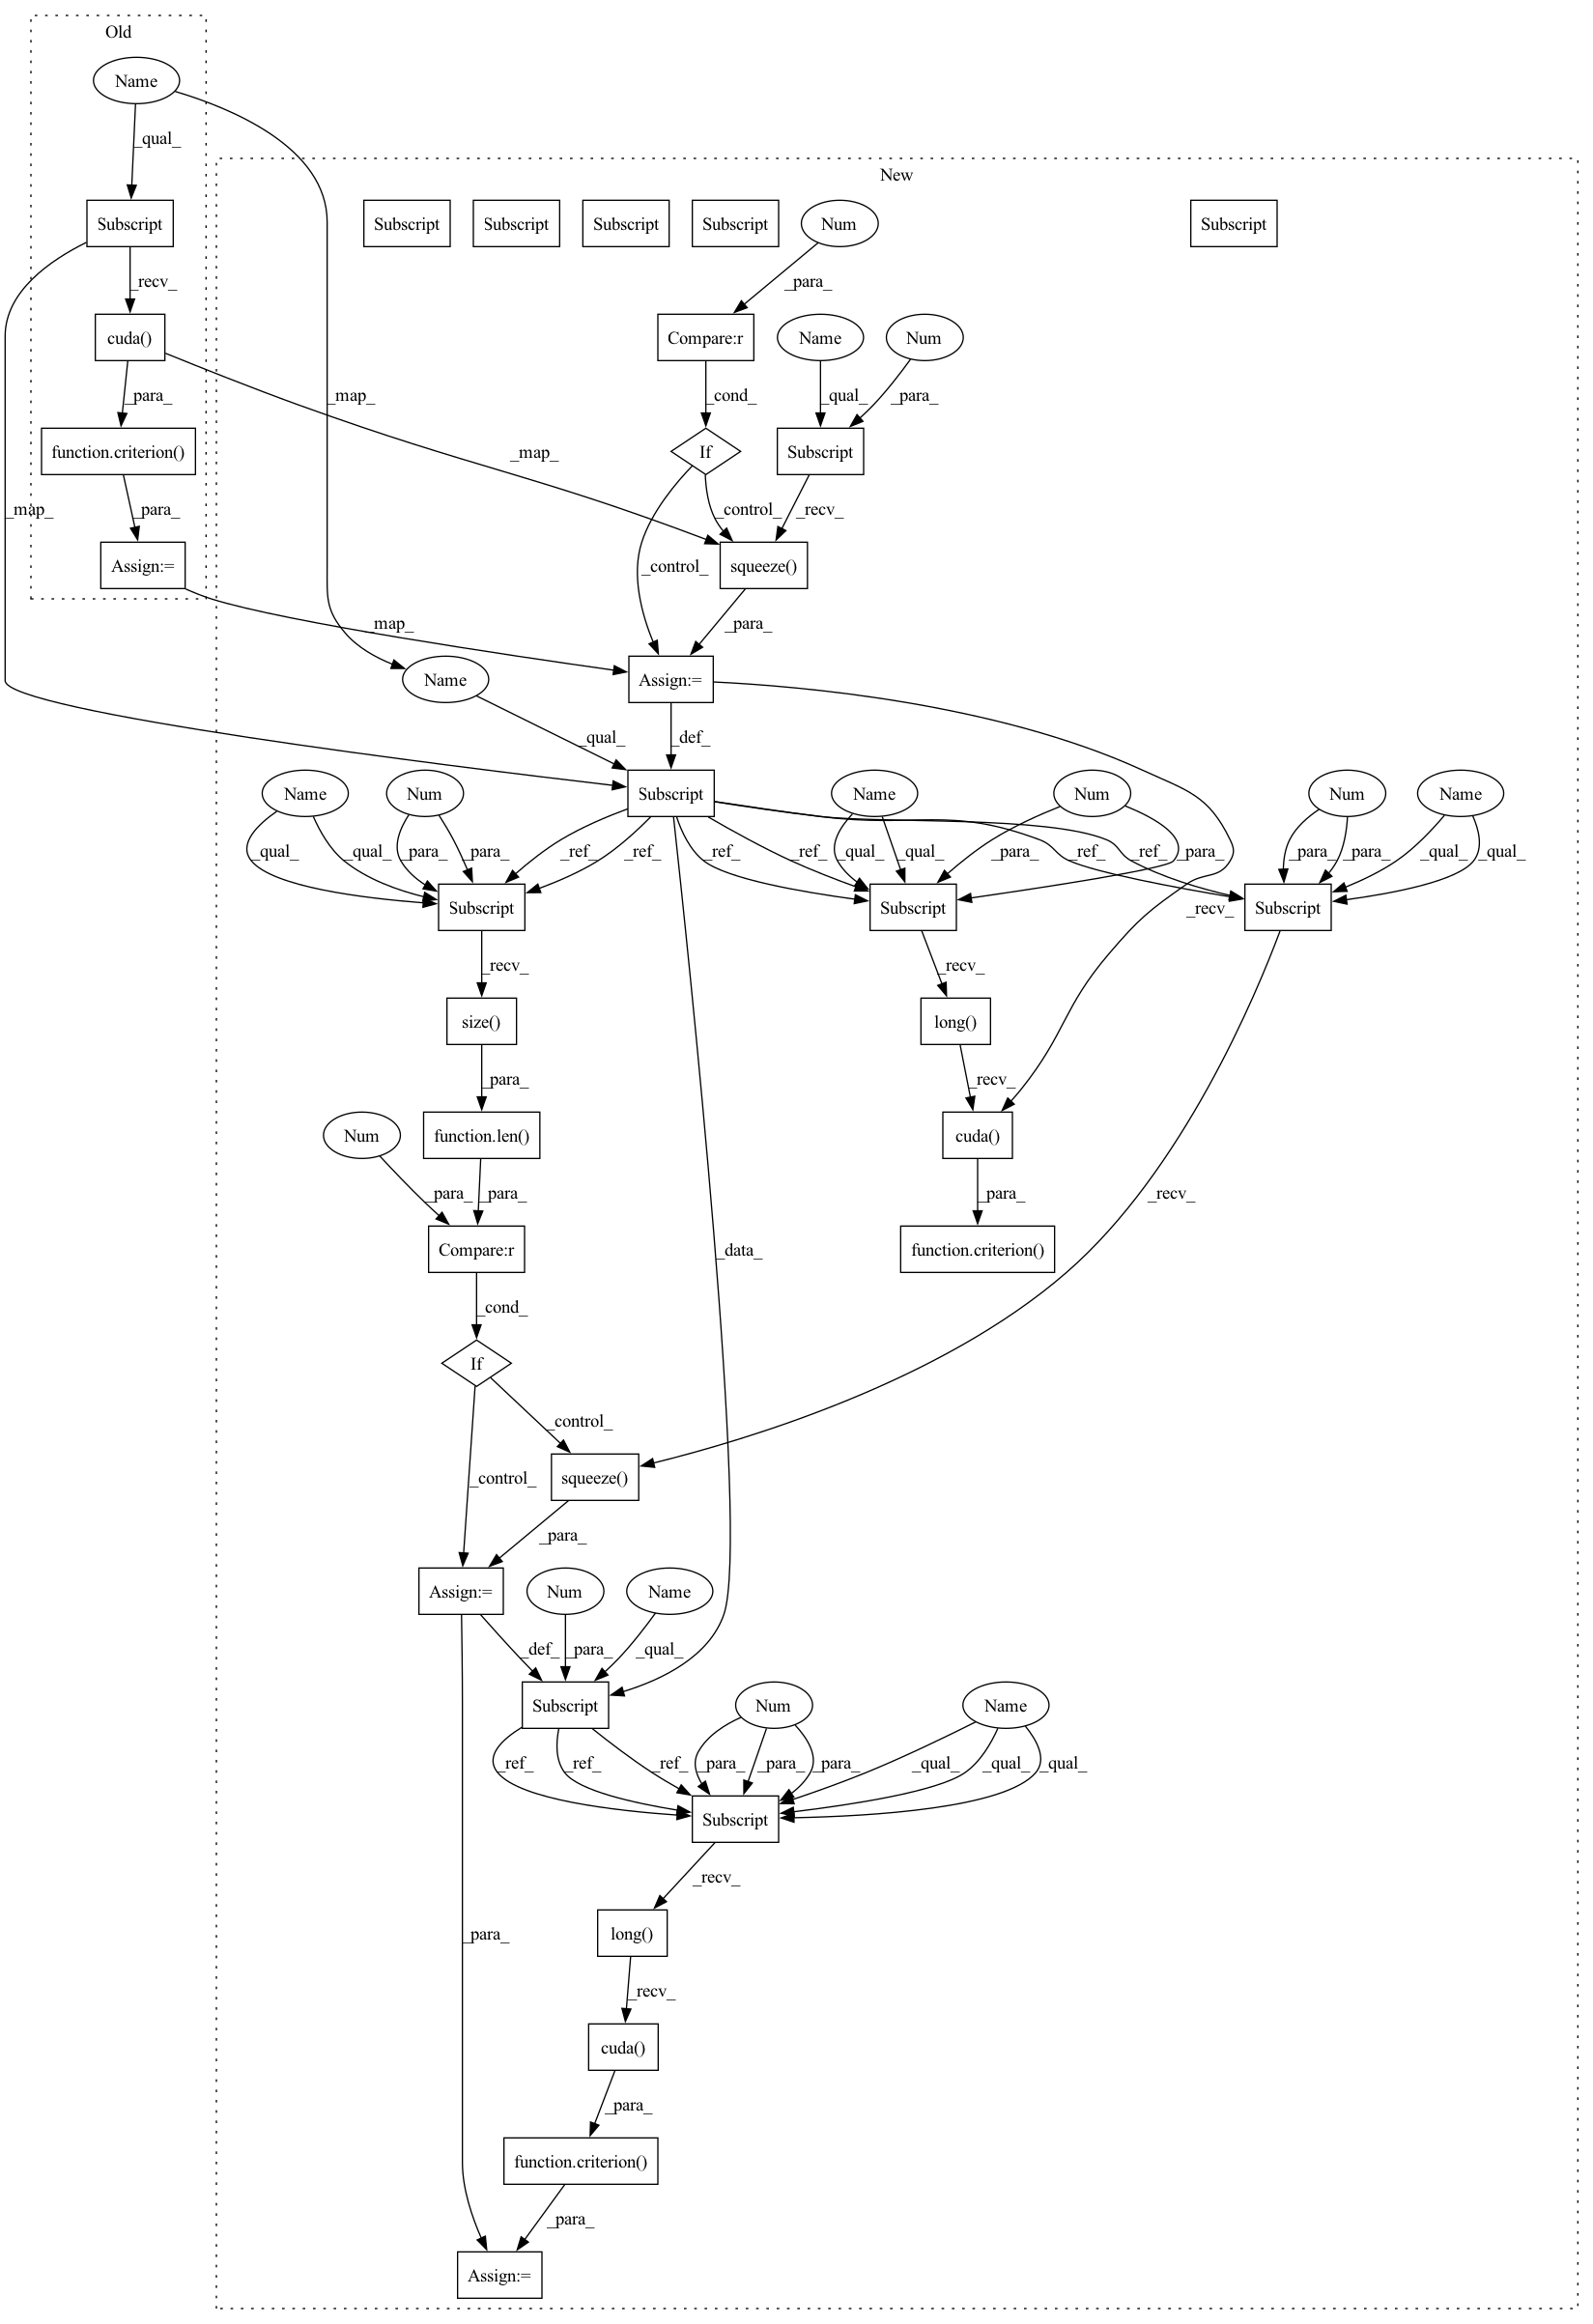 Old
Name
_qual_
New
Subscript
Subscript
Subscript
Subscript
Subscript
Num
Subscript
_recv_
_para_
cuda()
Compare:r
Name
Num
_para_
_map_
_cond_
_qual_
_para_
function.criterion()
If
Subscript
_map_
_para_
_map_
_control_
_recv_
Assign:=
_control_
squeeze()
_map_
_para_
Name
Assign:=
_qual_
_def_
Name
Num
Subscript
Name
Num
Num
Name
_qual_
_qual_
_para_
_para_
_ref_
_ref_
_ref_
_ref_
_qual_
_qual_
_para_
_ref_
_ref_
_para_
_para_
_para_
_qual_
_qual_
Subscript
Subscript
_recv_
Subscript
_recv_
_recv_
size()
long()
_para_
_recv_
Num
function.len()
cuda()
_para_
_para_
_para_
_recv_
Compare:r
_data_
function.criterion()
_cond_
If
_control_
_control_
squeeze()
_para_
Assign:=
Num
Name
_def_
_para_
_qual_
Subscript
Num
Name
_ref_
_ref_
_ref_
_para_
_para_
_para_
_qual_
_qual_
_qual_
Subscript
_recv_
_para_
long()
_recv_
cuda()
_para_
function.criterion()
_para_
Assign:=